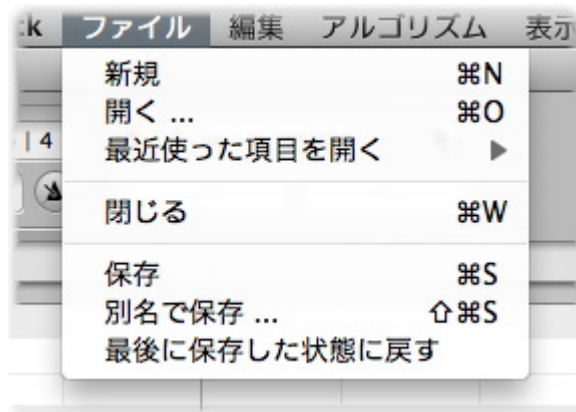 k ファイル 編集 アルゴリズム 表示
新規 ⌘N
開く ... ⌘O
最近使った項目を開く ▶
| 4
閉じる ⌘W
保存 ⌘S
別名で保存 ... ⇧⌘S
最後に保存した状態に戻す